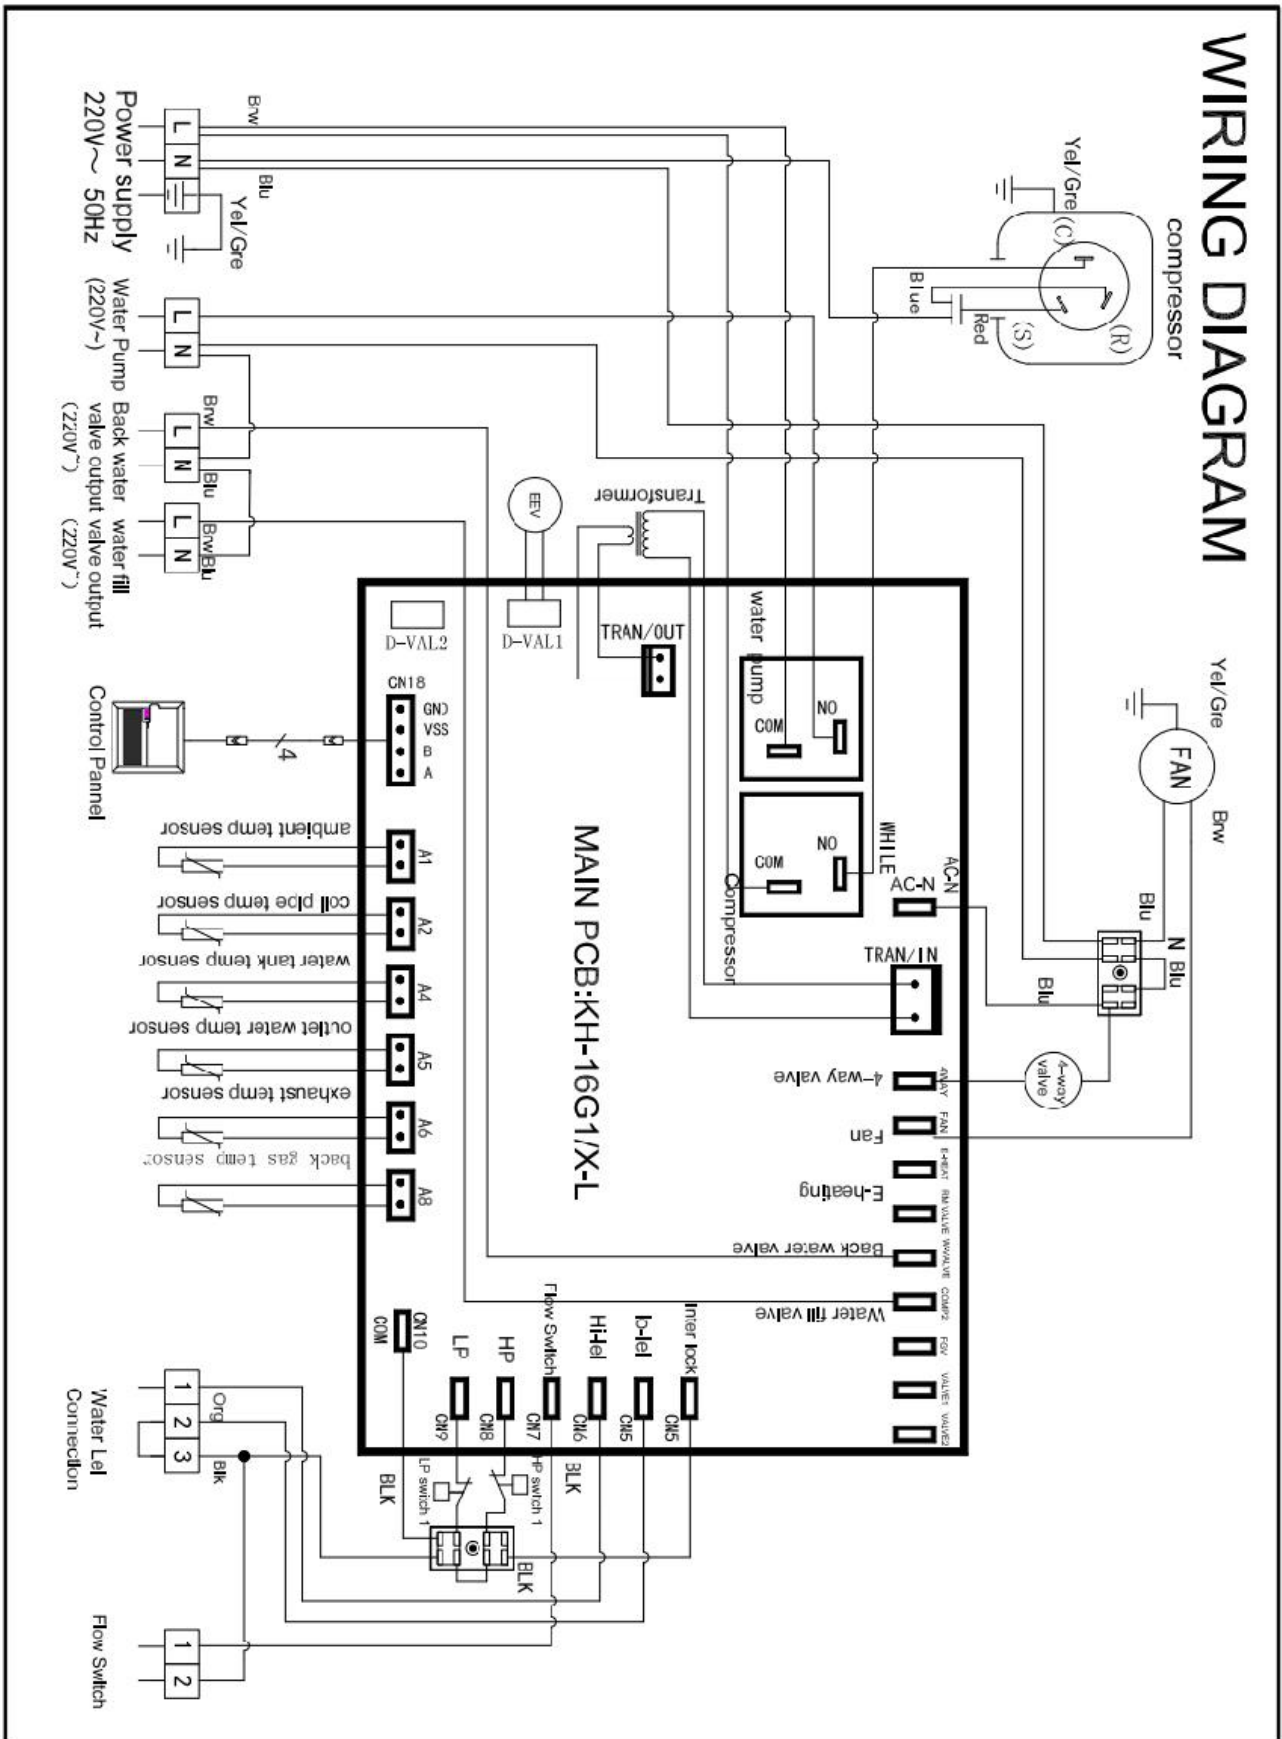 WIRING DIAGRAM
compressor
Yel/Gre
(C)
(R)
(S)
Blue
Red
Brw
L
N
Blu
Yel/Gre
Power supply
220V～ 50Hz
L
N
Water Pump
(220V~)
Brw
L
N
Blu
Back water
valve output
(220V~)
L
N
Brw
Blu
water fill
valve output
(220V~)
EEV
Transformer
D-VAL2
D-VAL1
TRAN/OUT
water pump
COM
NO
COM
NO
Compressor
WHILE
AC-N
AC-N
TRAN/IN
Yel/Gre
FAN
Brw
Blu
N
Blu
Blu
4-way
valve
CN18
GND
VSS
B
A
4
Control Pannel
MAIN PCB:KH-16G1/X-L
ambient temp sensor
A1
coil pipe temp sensor
A2
water tank temp sensor
A4
outlet water temp sensor
A5
exhaust temp sensor
A6
back gas temp sensor
A8
4-way valve
4WAY
Fan
FAN
E-HEAT
E-heating
RM VALVE
Back water valve
W-VALVE
Water fill valve
COMP2
FGV
VALVE1
VALVE2
CN10
COM
LP
CN9
HP
CN8
Flow Switch
CN7
Hi-lel
CN6
lo-lel
CN5
Inter lock
CN5
BLK
LP switch 1
HP switch 1
BLK
BLK
1
2
3
Org
Blk
Water Lel
Connection
1
2
Flow Switch